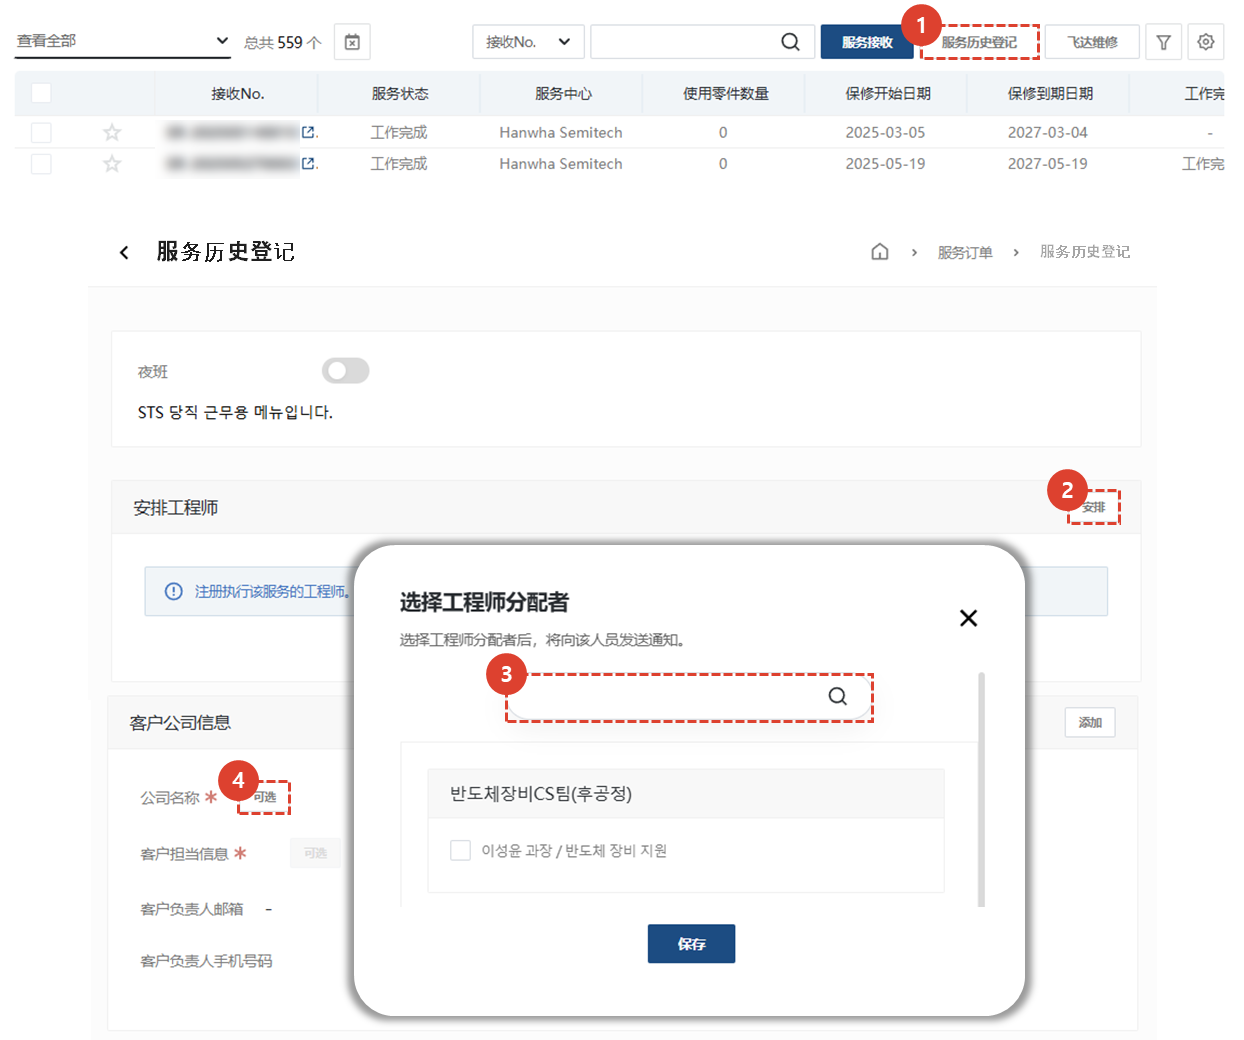 查看全部
总共 559 个
接收No.
服务接收
1
服务历史登记
飞达维修
接收No. 服务状态 服务中心 使用零件数量 保修开始日期 保修到期日期 工作完
工作完成 Hanwha Semitech 0 2025-03-05 2027-03-04 -
工作完成 Hanwha Semitech 0 2025-05-19 2027-05-19 工作完
服务历史登记
服务订单 › 服务历史登记
夜班
STS 당직 근무용 메뉴입니다.
安排工程师
2
安排
注册执行该服务的工程师。
选择工程师分配者
选择工程师分配者后，将向该人员发送通知。
3
반도체장비CS팀(후공정)
이성윤 과장 / 반도체 장비 지원
保存
客户公司信息
添加
4
公司名称 * 可选
客户担当信息 * 可选
客户负责人邮箱 -
客户负责人手机号码